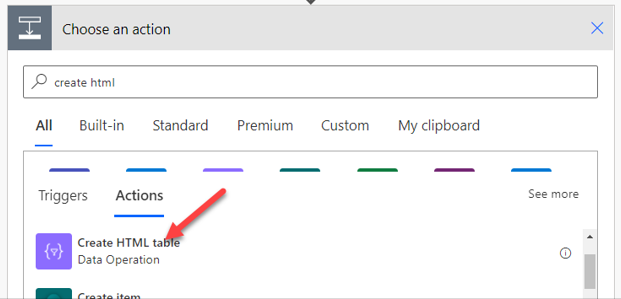 Choose an action
create html
All Built-in Standard Premium Custom My clipboard
Triggers Actions See more
Create HTML table
Data Operation
Create item